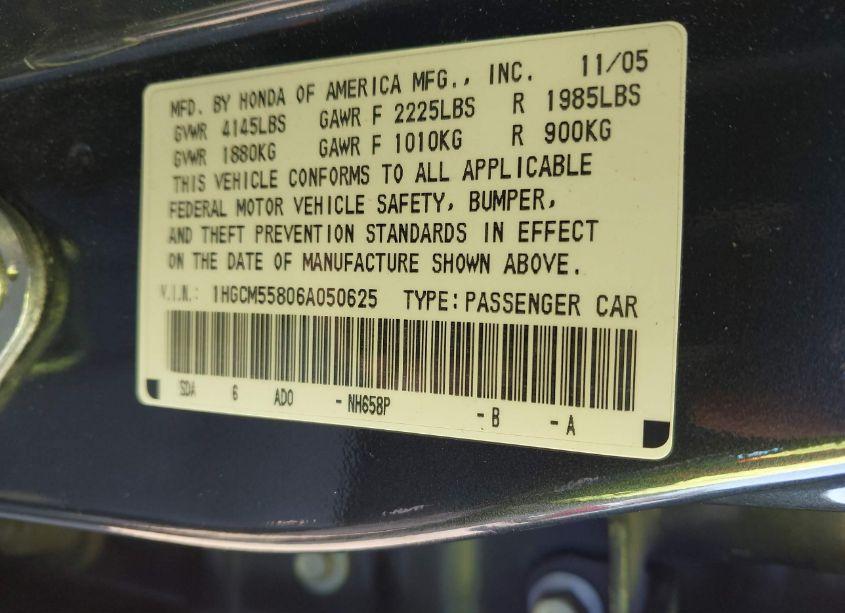 MFD. BY HONDA OF AMERICA MFG., INC. 11/05
GVWR 4145LBS GAWR F 2225LBS R 1985LBS
GVWR 1880KG GAWR F 1010KG R 900KG
THIS VEHICLE CONFORMS TO ALL APPLICABLE
FEDERAL MOTOR VEHICLE SAFETY, BUMPER,
AND THEFT PREVENTION STANDARDS IN EFFECT
ON THE DATE OF MANUFACTURE SHOWN ABOVE.
V.I.N.: 1HGCM55806A050625 TYPE: PASSENGER CAR
SDA 6 ADO - NH658P - B - A